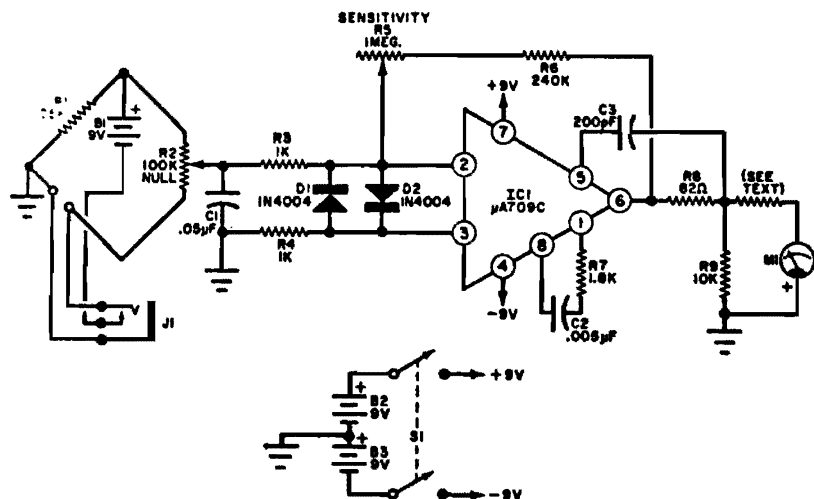 SENSITIVITY
R5
1MEG.
R6
240K
B1
9V
R2
100K
NULL
R3
1K
C1
.05µF
R4
1K
D1
1N4004
D2
1N4004
+9V
7
2
3
4
-9V
IC1
µA709C
5
6
1
8
C3
200pF
R8
82Ω
(SEE
TEXT)
R7
1.8K
C2
.005µF
R9
10K
M1
+
J1
+
B2
9V
+
B3
9V
S1
+9V
-9V